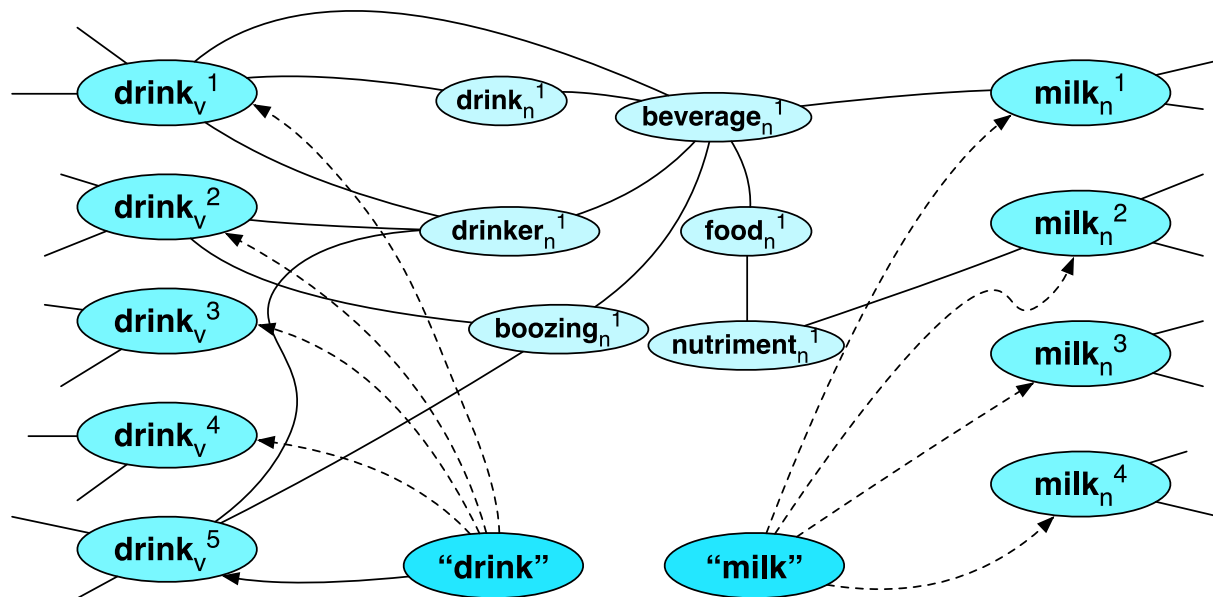 drink_v^1
drink_n^1
beverage_n^1
milk_n^1
drink_v^2
drinker_n^1
food_n^1
milk_n^2
drink_v^3
boozing_n^1
nutriment_n^1
milk_n^3
drink_v^4
milk_n^4
drink_v^5
“drink”
“milk”